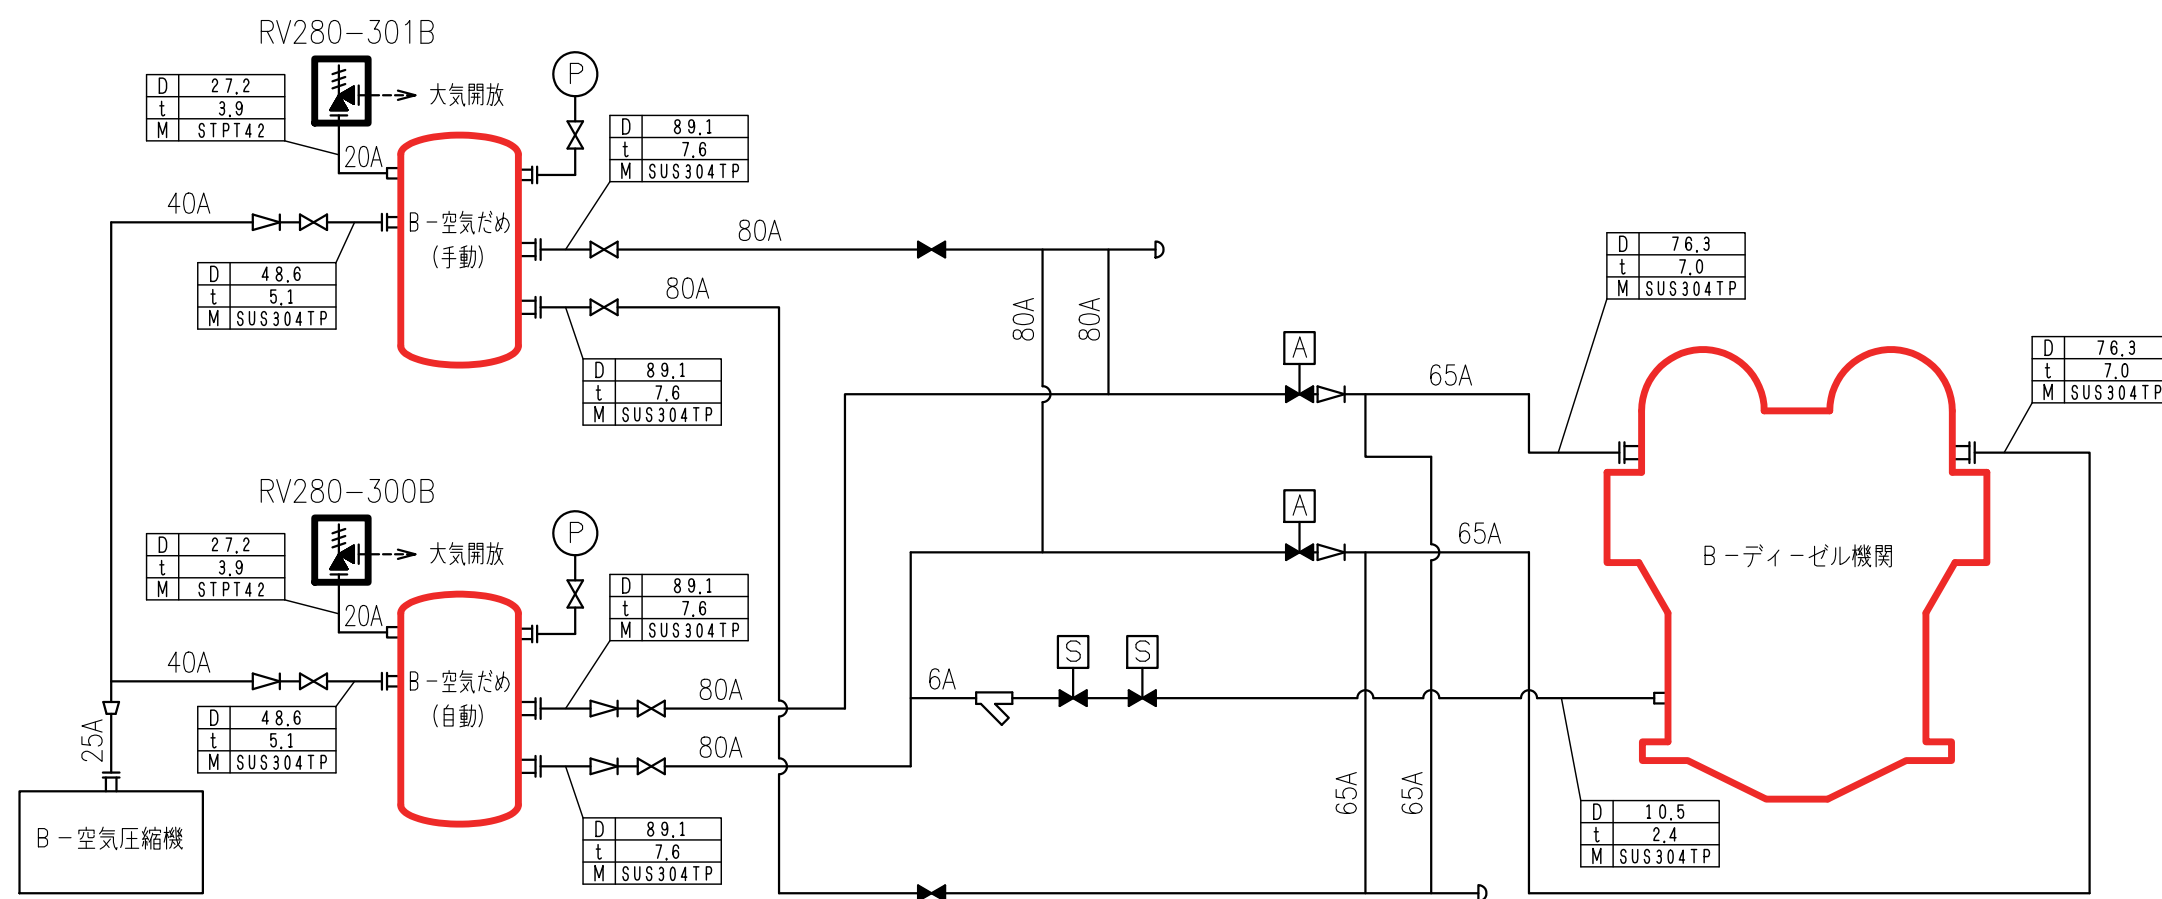 RV280-301B
D 27.2
t 3.9
M STPT42
大気開放
P
20A
D 89.1
t 7.6
M SUS304TP
40A
B-空気だめ
(手動)
80A
D 48.6
t 5.1
M SUS304TP
80A
D 89.1
t 7.6
M SUS304TP
80A
80A
D 76.3
t 7.0
M SUS304TP
A
65A
D 76.3
t 7.0
M SUS304TP
RV280-300B
D 27.2
t 3.9
M STPT42
大気開放
P
20A
D 89.1
t 7.6
M SUS304TP
A
65A
B-ディーゼル機関
40A
B-空気だめ
(自動)
80A
6A
S
S
D 48.6
t 5.1
M SUS304TP
25A
80A
65A
65A
D 89.1
t 7.6
M SUS304TP
D 10.5
t 2.4
M SUS304TP
B-空気圧縮機